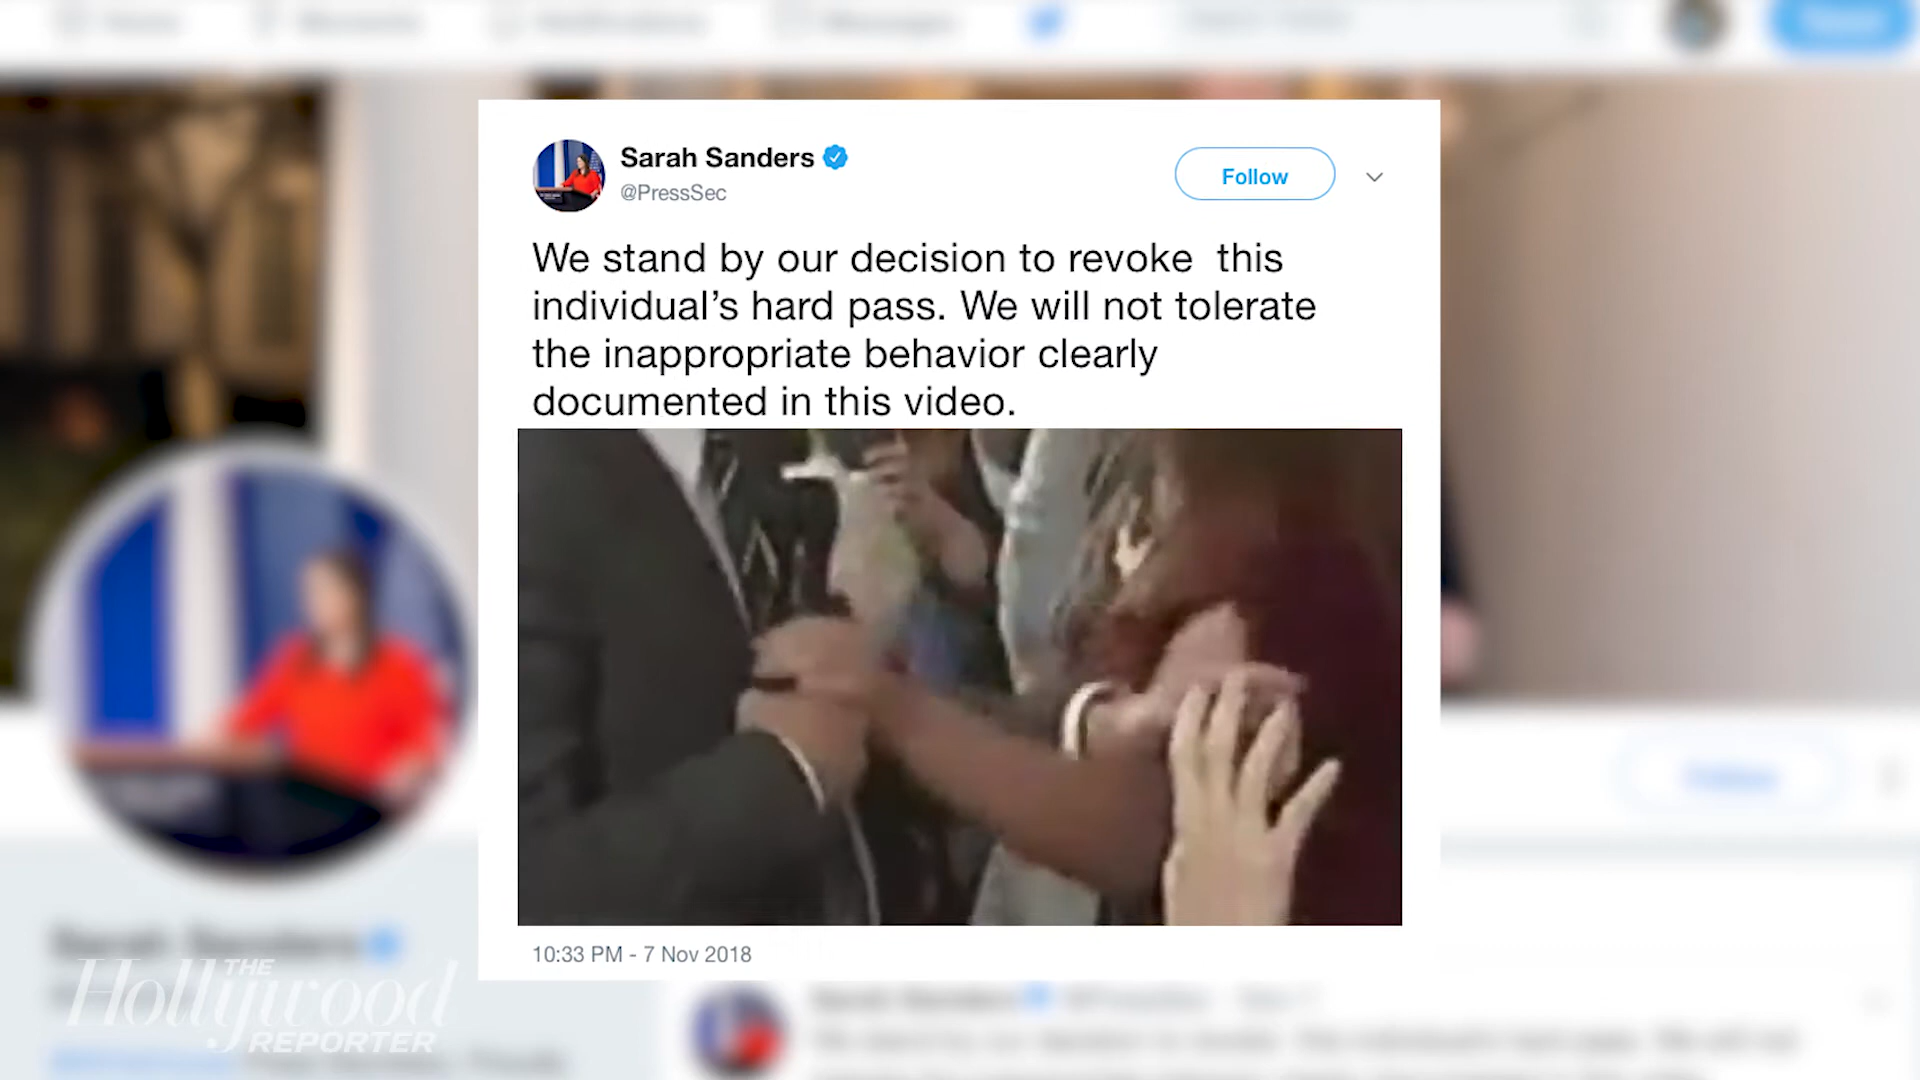 Sarah Sanders
@PressSec
Follow
We stand by our decision to revoke  this
individual’s hard pass. We will not tolerate
the inappropriate behavior clearly
documented in this video.
10:33 PM - 7 Nov 2018
THE
Hollywood
REPORTER